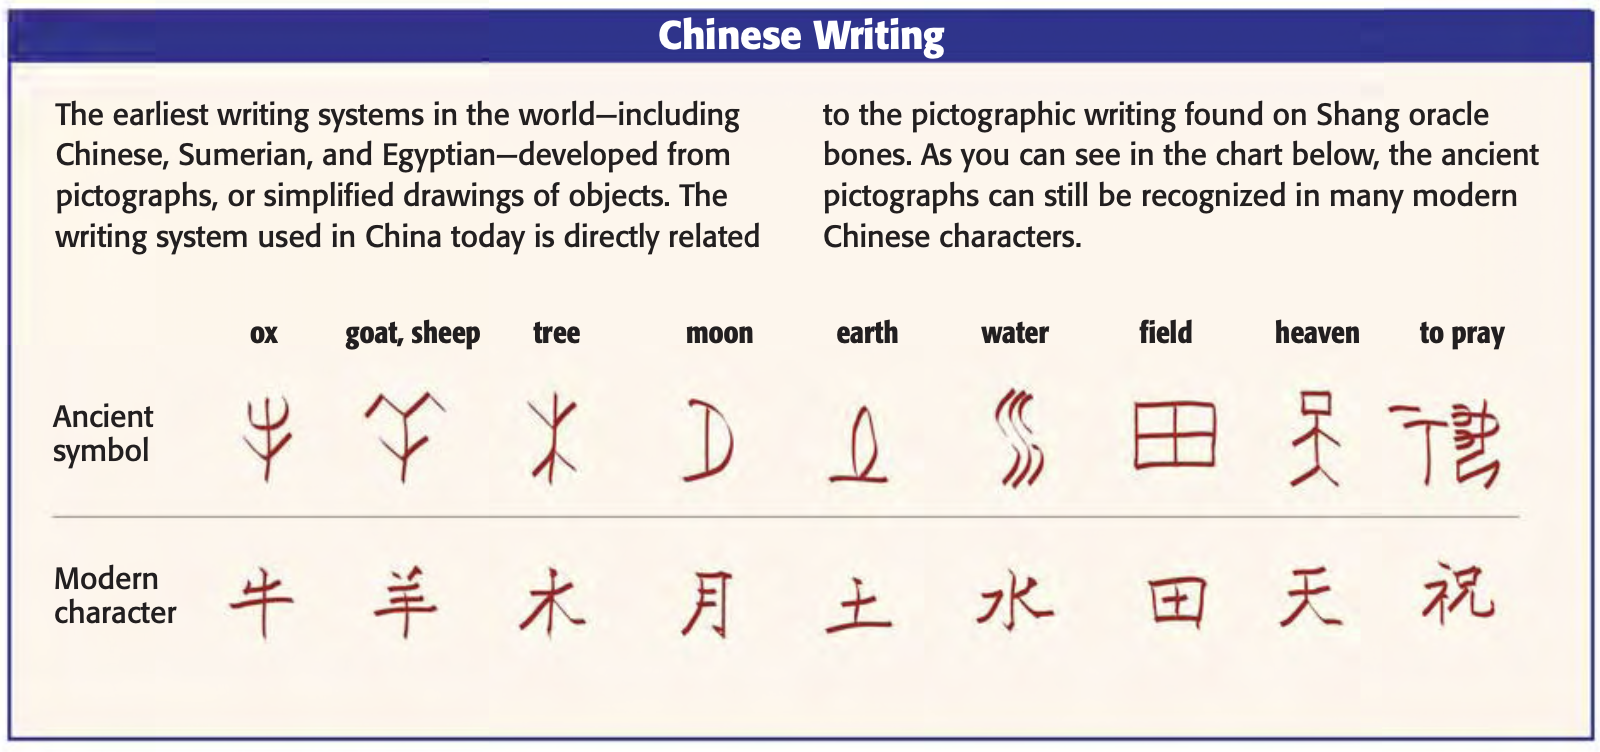 Chinese Writing
The earliest writing systems in the world—including
Chinese, Sumerian, and Egyptian—developed from
pictographs, or simplified drawings of objects. The
writing system used in China today is directly related
to the pictographic writing found on Shang oracle
bones. As you can see in the chart below, the ancient
pictographs can still be recognized in many modern
Chinese characters.
ox goat, sheep tree moon earth water field heaven to pray
Ancient
symbol
Modern
character
牛 羊 木 月 土 水 田 天 祝